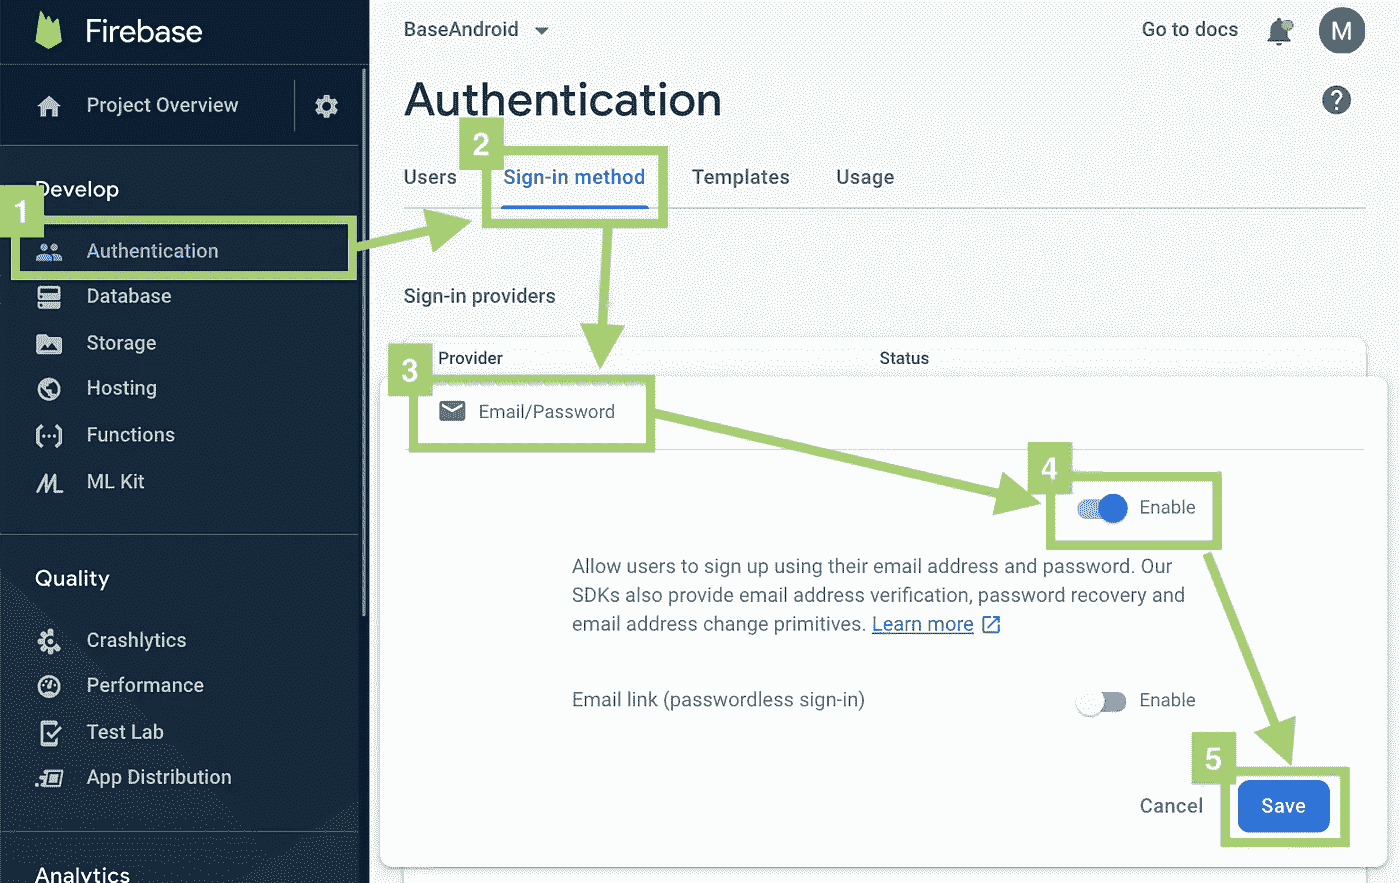 Firebase
Project Overview
Develop
1
Authentication
Database
Storage
Hosting
Functions
ML Kit
Quality
Crashlytics
Performance
Test Lab
App Distribution
Analytics
BaseAndroid
Go to docs
M
Authentication
?
2
Users Sign-in method Templates Usage
Sign-in providers
Provider Status
3
Email/Password
4
Enable
Allow users to sign up using their email address and password. Our
SDKs also provide email address verification, password recovery and
email address change primitives. Learn more
Email link (passwordless sign-in) Enable
5
Cancel Save